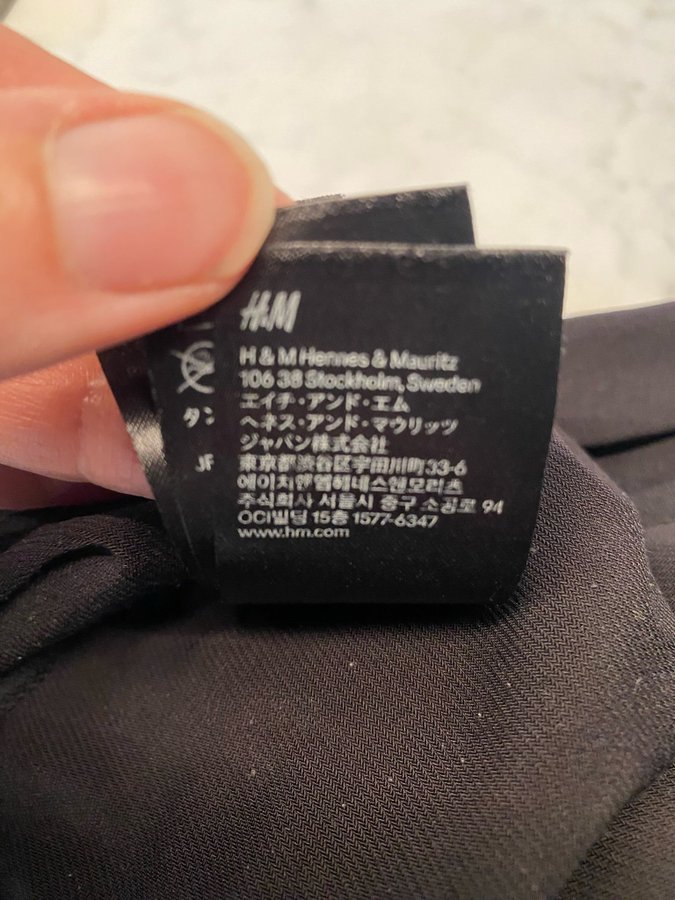 H&M
H & M Hennes & Mauritz
106 38 Stockholm, Sweden
エイチ・アンド・エム
ヘネス・アンド・マウリッツ
ジャパン株式会社
東京都渋谷区宇田川町33-6
에이치앤엠헤네스앤모리츠
주식회사 서울시 중구 소공로 94
OCI빌딩 15층 1577-6347
www.hm.com
タン
JF